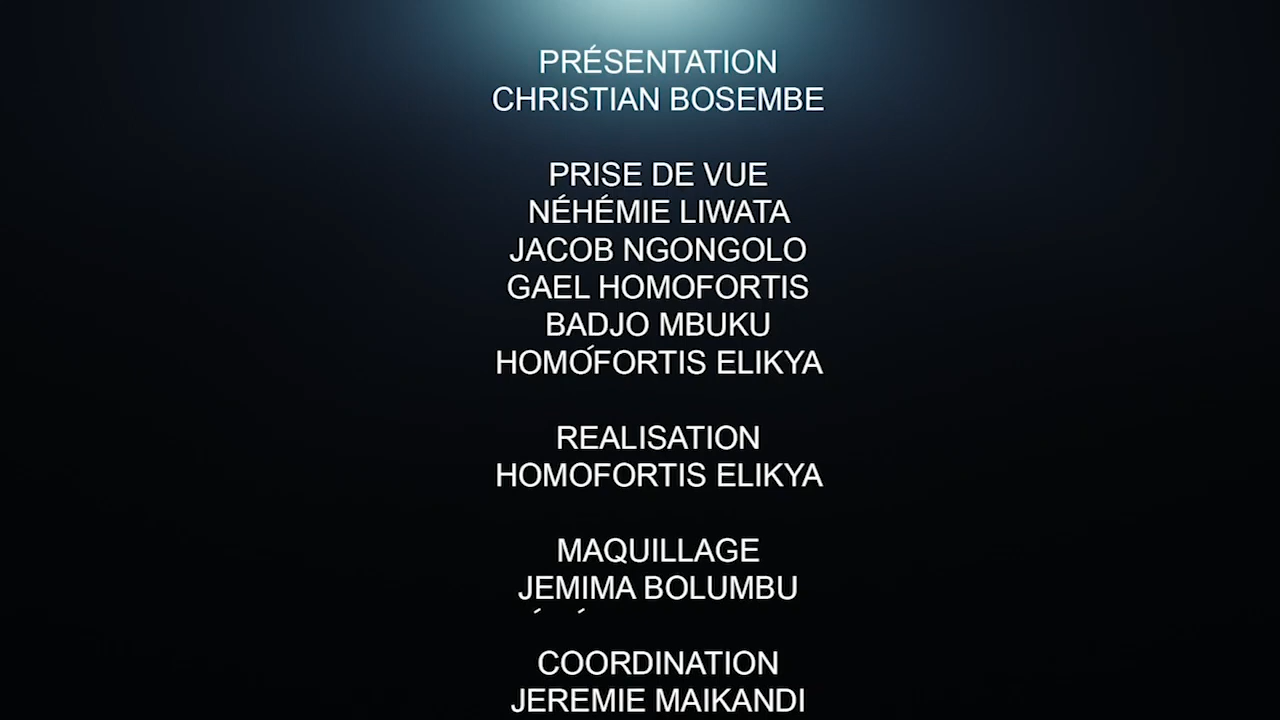 PRÉSENTATION
CHRISTIAN BOSEMBE
PRISE DE VUE
NÉHÉMIE LIWATA
JACOB NGONGOLO
GAEL HOMOFORTIS
BADJO MBUKU
HOMOFORTIS ELIKYA
REALISATION
HOMOFORTIS ELIKYA
MAQUILLAGE
JEMIMA BOLUMBU
COORDINATION
JEREMIE MAIKANDI